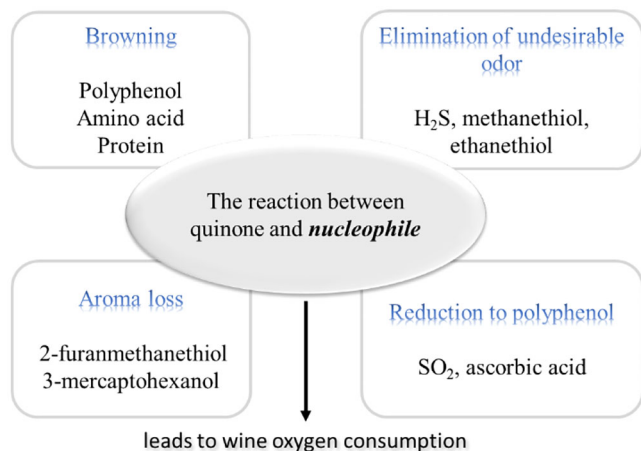 Browning
Polyphenol
Amino acid
Protein
Elimination of undesirable
odor
H₂S, methanethiol,
ethanethiol
The reaction between
quinone and nucleophile
Aroma loss
2-furanmethanethiol
3-mercaptohexanol
Reduction to polyphenol
SO₂, ascorbic acid
leads to wine oxygen consumption